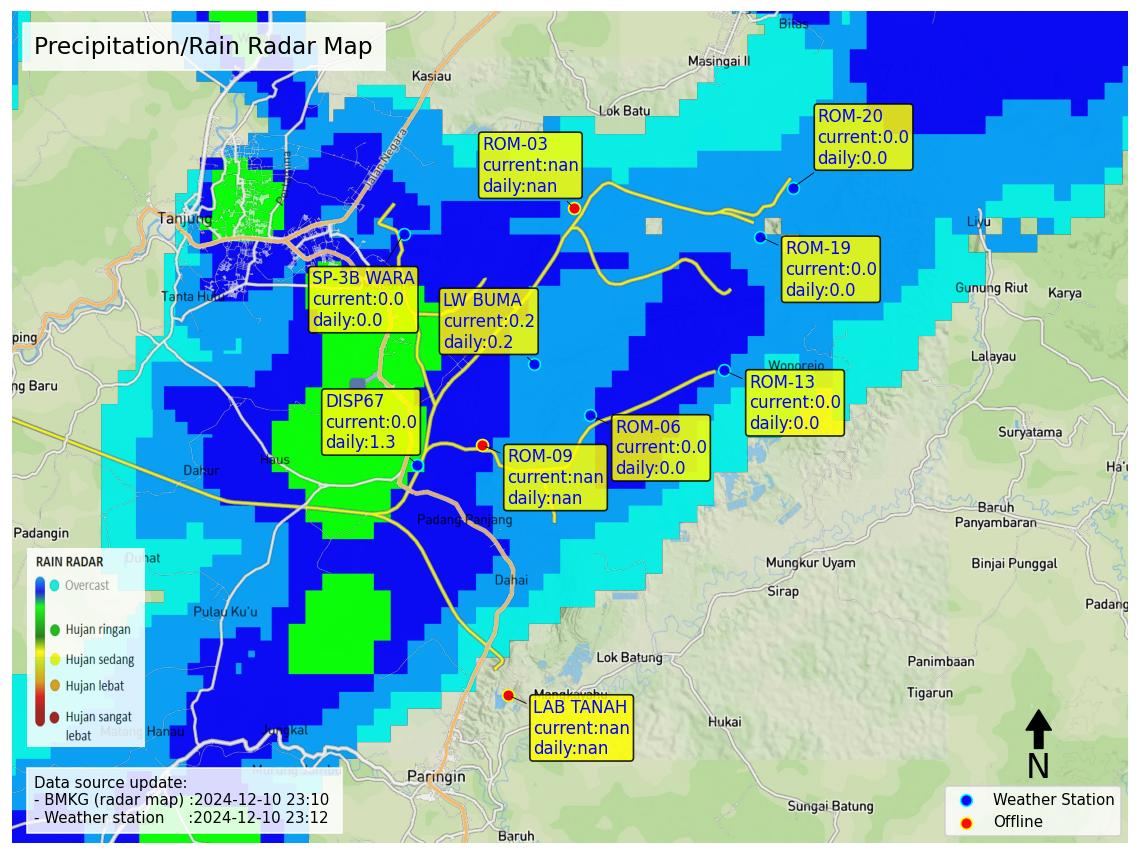 Precipitation/Rain Radar Map
Bilas
Masingai II
Kasiau
Lok Batu
Jalan Negara
ROM-20
current:0.0
daily:0.0
ROM-03
current:nan
daily:nan
Tanjung
Liyu
ROM-19
current:0.0
daily:0.0
SP-3B WARA
current:0.0
daily:0.0
LW BUMA
current:0.2
daily:0.2
Gunung Riut
Karya
ping
Lalayau
ng Baru
Wonorejo
ROM-13
current:0.0
daily:0.0
DISP67
current:0.0
daily:1.3
ROM-06
current:0.0
daily:0.0
Suryatama
Haus
Dahur
ROM-09
current:nan
daily:nan
Ha'u
Baruh
Panyambaran
Padang Panjang
Padangin
Mungkur Uyam
Binjai Punggal
Dahai
Sirap
Padang
Pulau Ku'u
RAIN RADAR
Overcast
Hujan ringan
Hujan sedang
Hujan lebat
Hujan sangat
lebat
Lok Batung
Panimbaan
Tigarun
LAB TANAH
current:nan
daily:nan
Hukai
Jungkal
Matang Hanau
N
Paringin
Data source update:
- BMKG (radar map) :2024-12-10 23:10
- Weather station :2024-12-10 23:12
Sungai Batung
Baruh
Weather Station
Offline